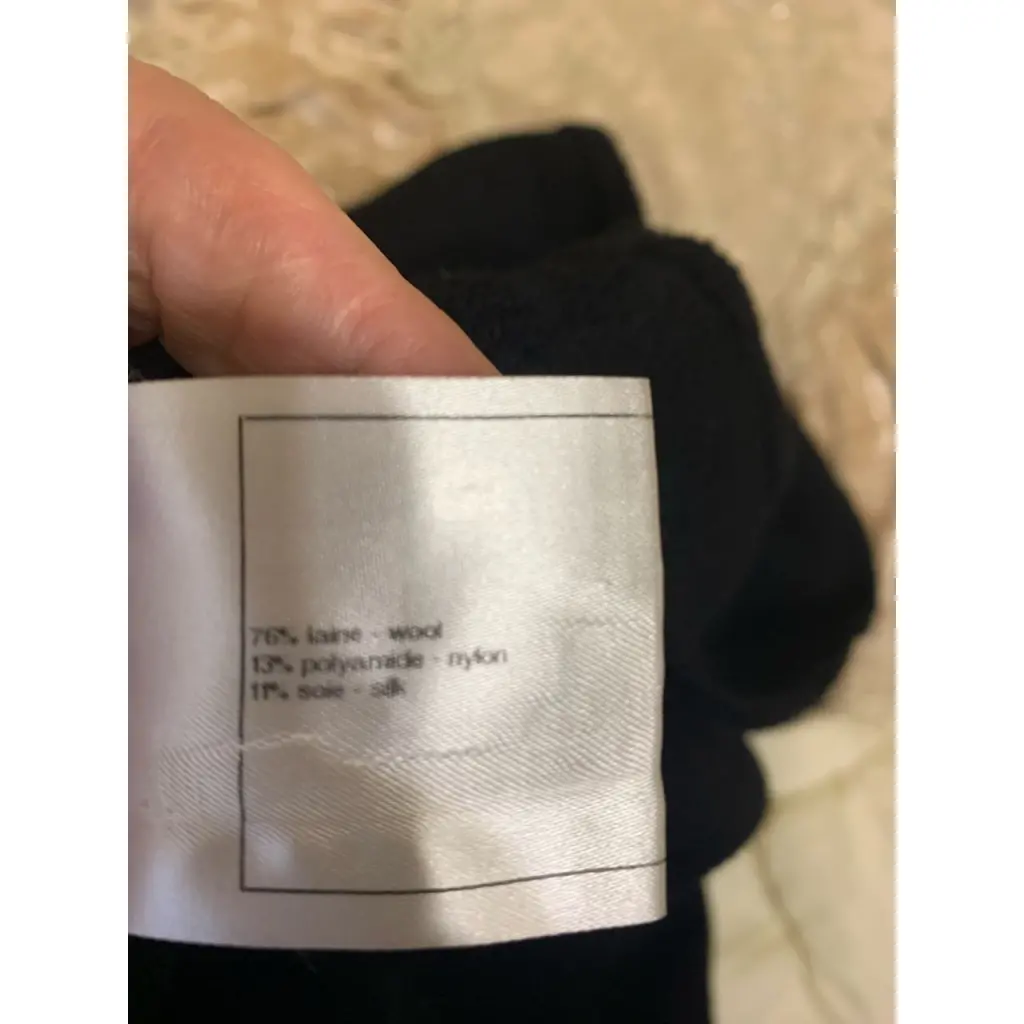 76% laine - wool
13% polyamide - nylon
11% soie - silk